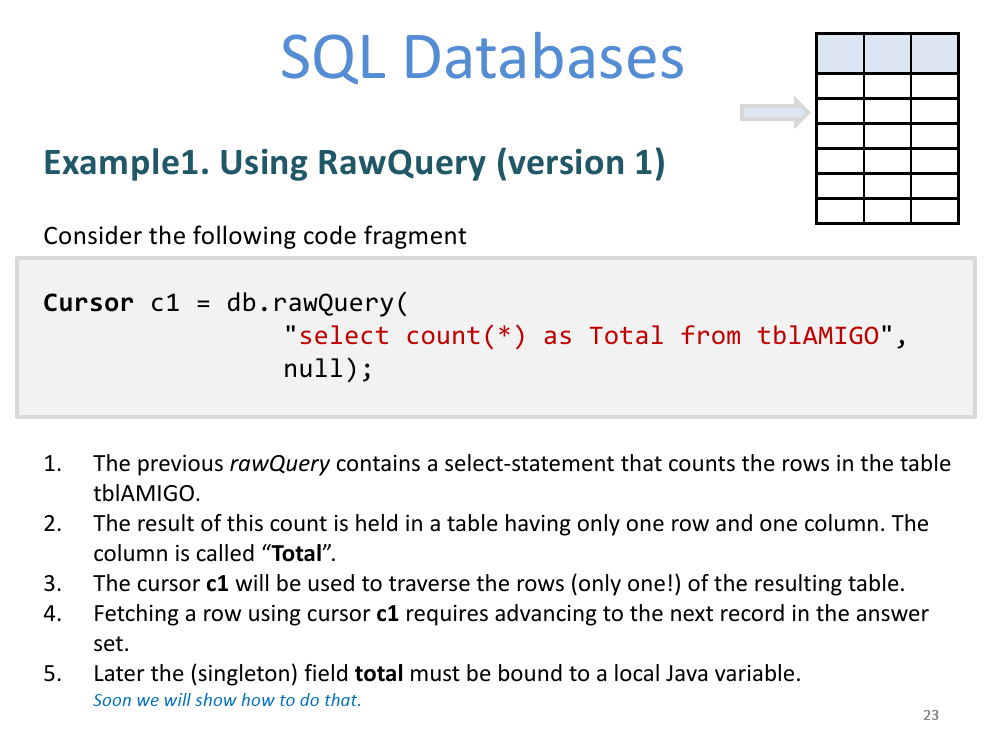 SQL Databases
Example1. Using RawQuery (version 1)
Consider the following code fragment
Cursor c1 = db.rawQuery(
"select count(*) as Total from tblAMIGO",
null);
1. The previous rawQuery contains a select-statement that counts the rows in the table
tblAMIGO.
2. The result of this count is held in a table having only one row and one column. The
column is called “Total”.
3. The cursor c1 will be used to traverse the rows (only one!) of the resulting table.
4. Fetching a row using cursor c1 requires advancing to the next record in the answer
set.
5. Later the (singleton) field total must be bound to a local Java variable.
Soon we will show how to do that.
23